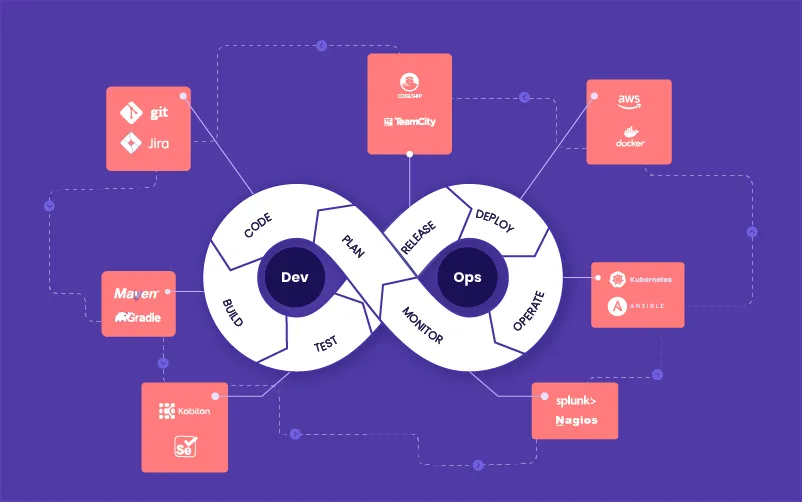 git
Jira
CODESHIP
TeamCity
aws
docker
CODE
PLAN
RELEASE
DEPLOY
Dev
Ops
BUILD
TEST
MONITOR
OPERATE
Maven
Gradle
Kubernetes
A
ANSIBLE
Kobiton
Se
splunk>
Nagios